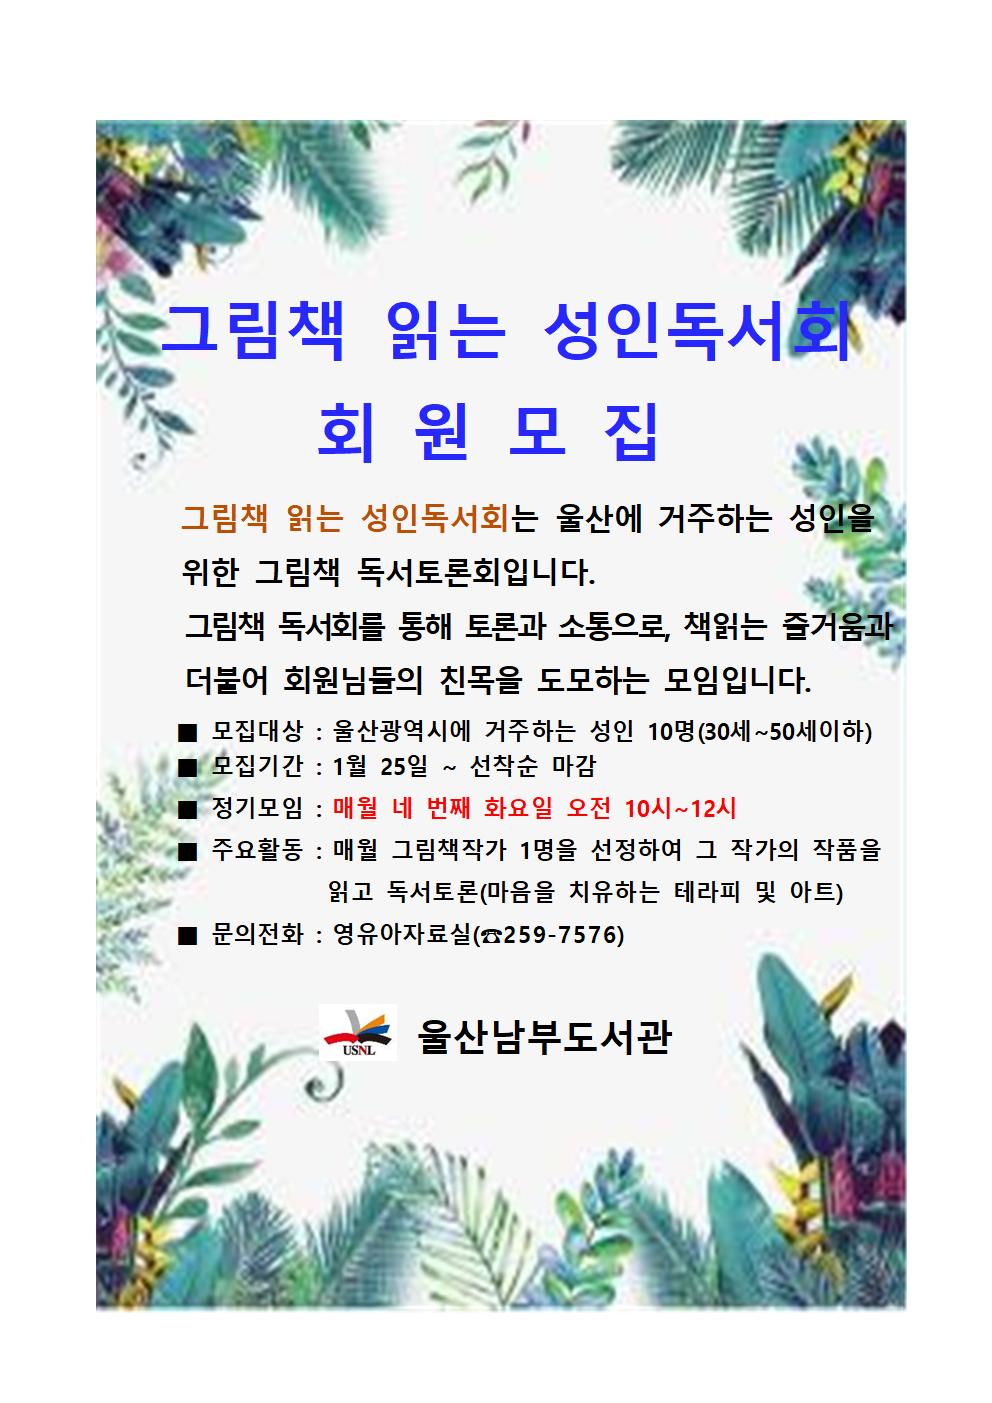 그림책 읽는 성인독서회
회 원 모 집
그림책 읽는 성인독서회는 울산에 거주하는 성인을
위한 그림책 독서토론회입니다.
그림책 독서회를 통해 토론과 소통으로, 책읽는 즐거움과
더불어 회원님들의 친목을 도모하는 모임입니다.
■ 모집대상 : 울산광역시에 거주하는 성인 10명(30세~50세이하)
■ 모집기간 : 1월 25일 ~ 선착순 마감
■ 정기모임 : 매월 네 번째 화요일 오전 10시~12시
■ 주요활동 : 매월 그림책작가 1명을 선정하여 그 작가의 작품을
읽고 독서토론(마음을 치유하는 테라피 및 아트)
■ 문의전화 : 영유아자료실(☎259-7576)
USNL 울산남부도서관